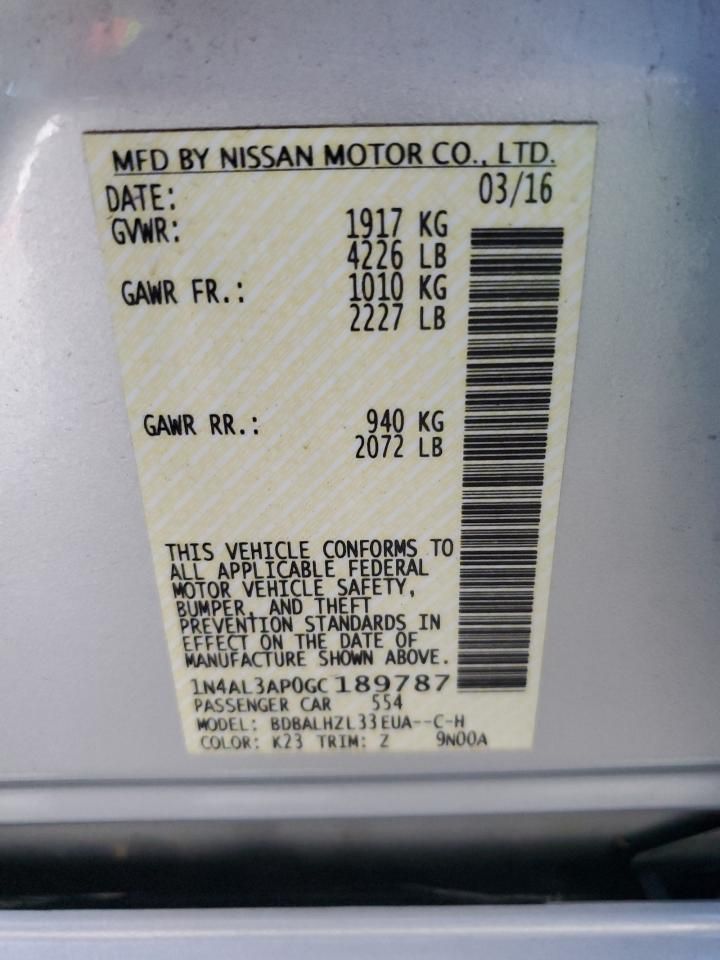 MFD BY NISSAN MOTOR CO., LTD.
DATE: 03/16
GVWR: 1917 KG
4226 LB
GAWR FR.: 1010 KG
2227 LB
GAWR RR.: 940 KG
2072 LB
THIS VEHICLE CONFORMS TO
ALL APPLICABLE FEDERAL
MOTOR VEHICLE SAFETY,
BUMPER, AND THEFT
PREVENTION STANDARDS IN
EFFECT ON THE DATE OF
MANUFACTURE SHOWN ABOVE.
1N4AL3AP0GC189787
PASSENGER CAR 554
MODEL: BDBALHZL33EUA--C-H
COLOR: K23 TRIM: Z 9N00A